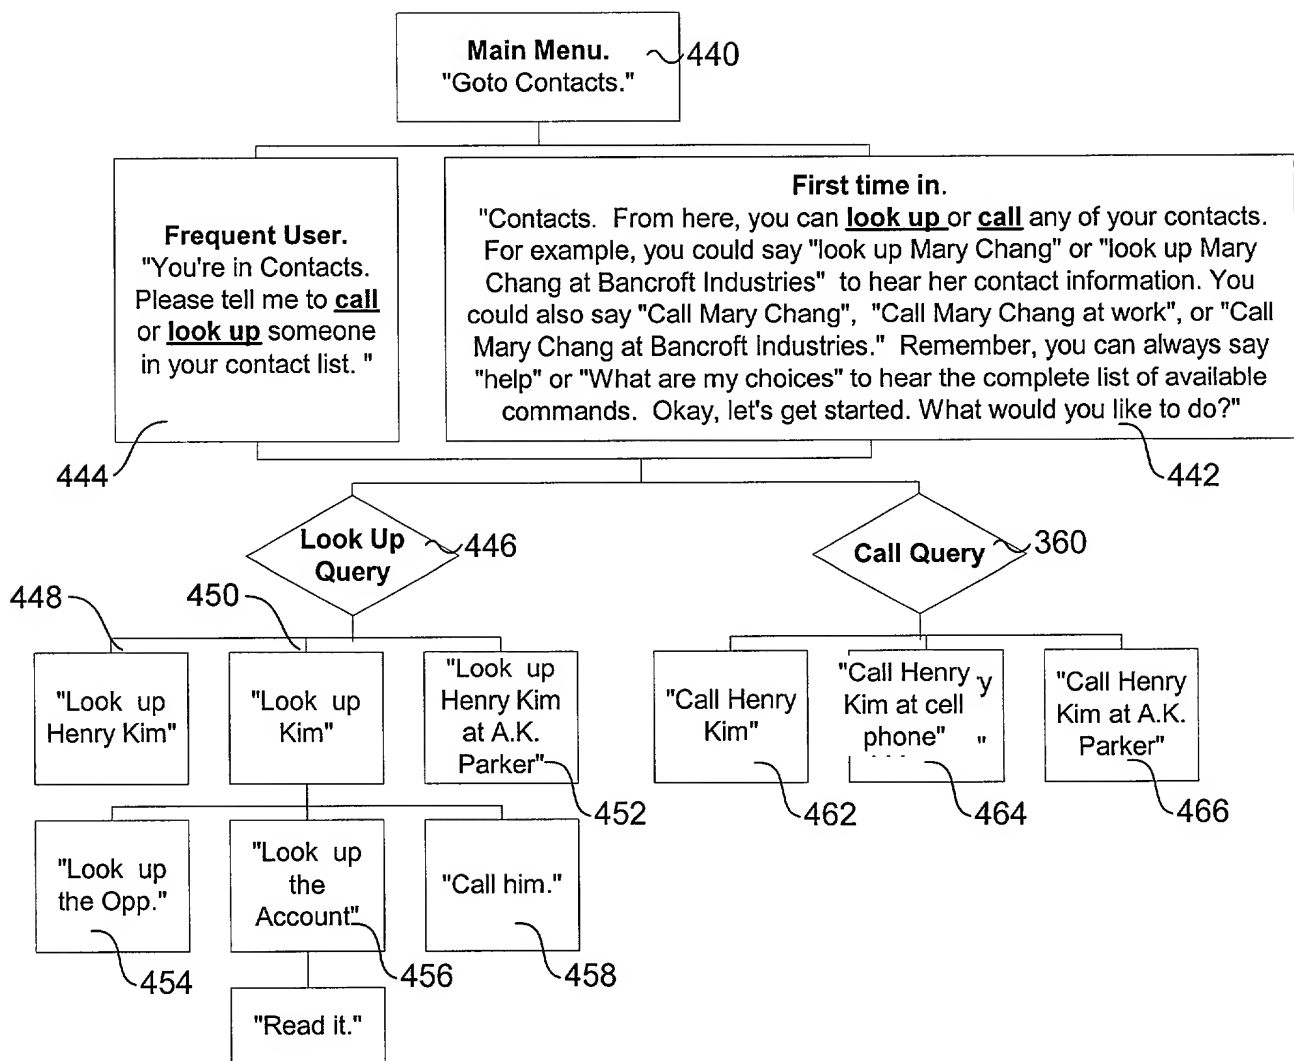 Main Menu.
"Goto Contacts."
440
Frequent User.
"You're in Contacts.
Please tell me to call
or look up someone
in your contact list. "
444
First time in.
"Contacts. From here, you can look up or call any of your contacts.
For example, you could say "look up Mary Chang" or "look up Mary
Chang at Bancroft Industries" to hear her contact information. You
could also say "Call Mary Chang", "Call Mary Chang at work", or "Call
Mary Chang at Bancroft Industries." Remember, you can always say
"help" or "What are my choices" to hear the complete list of available
commands. Okay, let's get started. What would you like to do?"
442
Look Up
Query
446
Call Query
360
448
450
"Look up
Henry Kim"
"Look up
Kim"
"Look up
Henry Kim
at A.K.
Parker"
452
"Call Henry
Kim"
462
"Call Henry y
Kim at cell
phone" "
464
"Call Henry
Kim at A.K.
Parker"
466
"Look up
the Opp."
454
"Look up
the
Account"
456
"Call him."
458
"Read it."